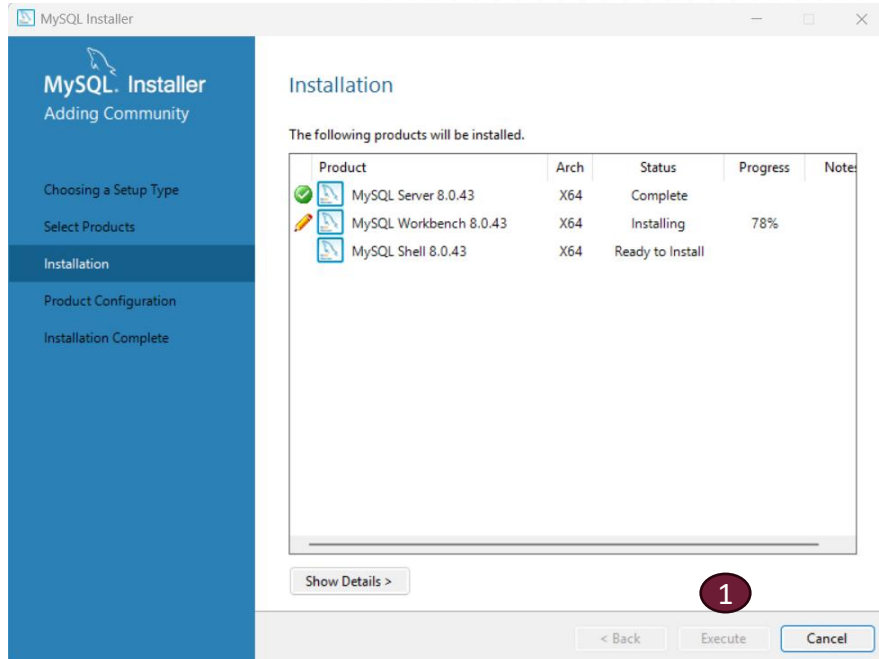 MySQL Installer
MySQL. Installer
Adding Community
Choosing a Setup Type
Select Products
Installation
Product Configuration
Installation Complete
Installation
The following products will be installed.
Product Arch Status Progress Notes
MySQL Server 8.0.43 X64 Complete
MySQL Workbench 8.0.43 X64 Installing 78%
MySQL Shell 8.0.43 X64 Ready to Install
Show Details >
1
< Back Execute Cancel